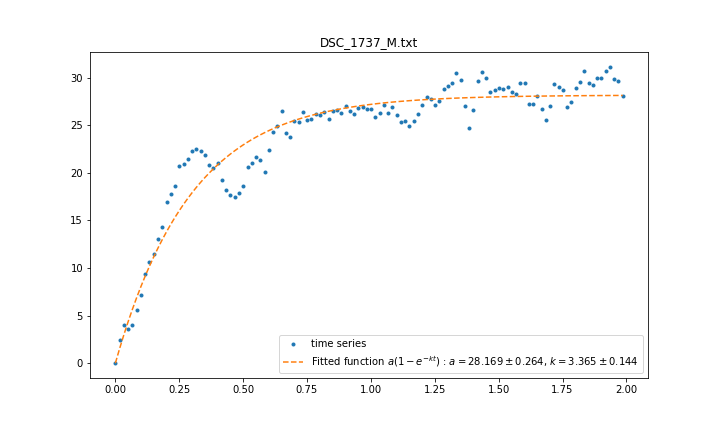 DSC_1737_M.txt
30
25
20
15
10
5
0
time series
Fitted function a(1 − e^{−kt}) : a = 28.169 ± 0.264, k = 3.365 ± 0.144
0.00 0.25 0.50 0.75 1.00 1.25 1.50 1.75 2.00